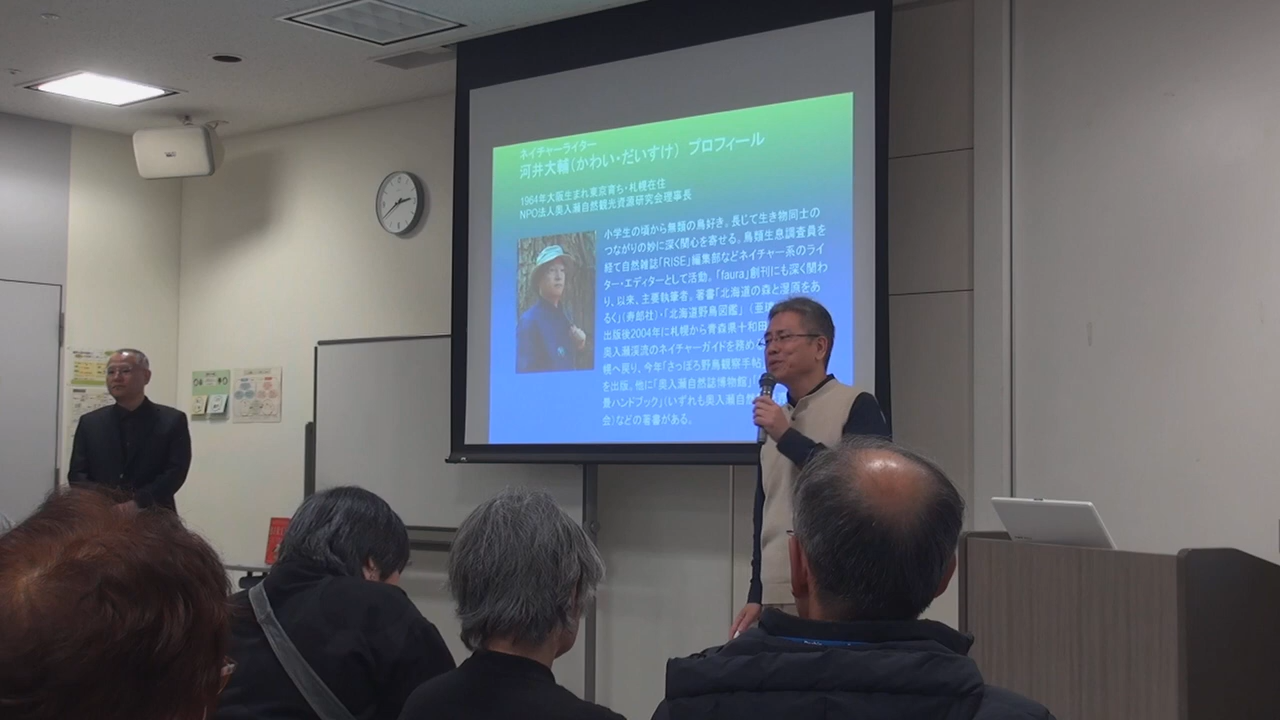 ネイチャーライター
河井大輔（かわい・だいすけ） プロフィール
1964年大阪生まれ東京育ち・札幌在住
NPO法人奥入瀬自然観光資源研究会理事長
小学生の頃から無類の鳥好き。長じて生き物同士の
つながりの妙に深く関心を寄せる。鳥類生息調査員を
経て自然雑誌「RISE」編集部などネイチャー系のライ
ター・エディターとして活動。「faura」創刊にも深く関わ
り、以来、主要執筆者。著書「北海道の森と湿原をあ
るく」（寿郎社）・「北海道野鳥図鑑」（亜
出版後2004年に札幌から青森県十和田
奥入瀬渓流のネイチャーガイドを務め
幌へ戻り、今年「さっぽろ野鳥観察手帖
を出版。他に「奥入瀬自然誌博物館」「
畳ハンドブック」（いずれも奥入瀬自然
会）などの著書がある。